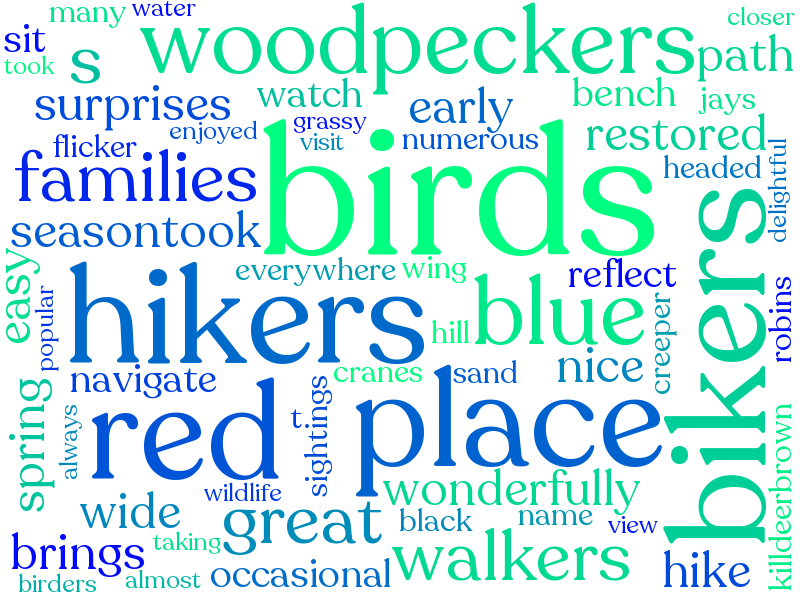 many water closer
sit woodpeckers path
took s
surprises watch early bench jays
flicker enjoyed grassy visit numerous restored
families birds headed delightful
seasontook
easy everywhere wing reflect bikers
popular hikers hill blue creeper robins
navigate cranes sand nice
spring always red t sightings place
wildlife wonderfully killdeerbrown
wide great black name view
brings taking walkers
birders almost occasional hike